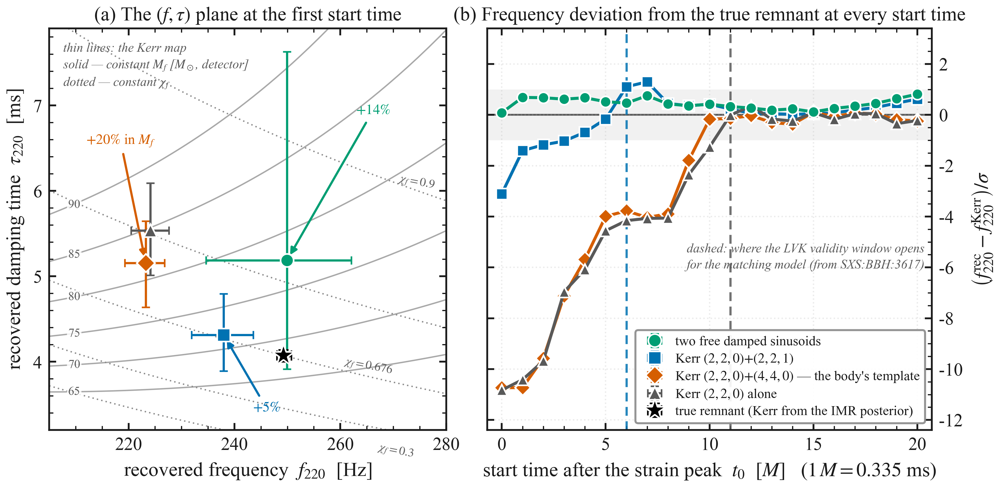 (a) The (f, τ) plane at the first start time
thin lines: the Kerr map
solid — constant M_f [M_⊙, detector]
dotted — constant χ_f
+14%
+20% in M_f
+5%
90
85
80
75
70
65
χ_f=0.9
χ_f=0.676
χ_f=0.3
7
6
5
4
220
240
260
280
recovered damping time τ_220 [ms]
recovered frequency f_220 [Hz]
(b) Frequency deviation from the true remnant at every start time
2
0
-2
-4
-6
-8
-10
-12
(f^rec_220 − f^Kerr_220)/σ
dashed: where the LVK validity window opens
for the matching model (from SXS:BBH:3617)
two free damped sinusoids
Kerr (2, 2, 0)+(2, 2, 1)
Kerr (2, 2, 0)+(4, 4, 0) — the body's template
Kerr (2, 2, 0) alone
true remnant (Kerr from the IMR posterior)
0
5
10
15
20
start time after the strain peak t_0 [M] (1 M=0.335 ms)